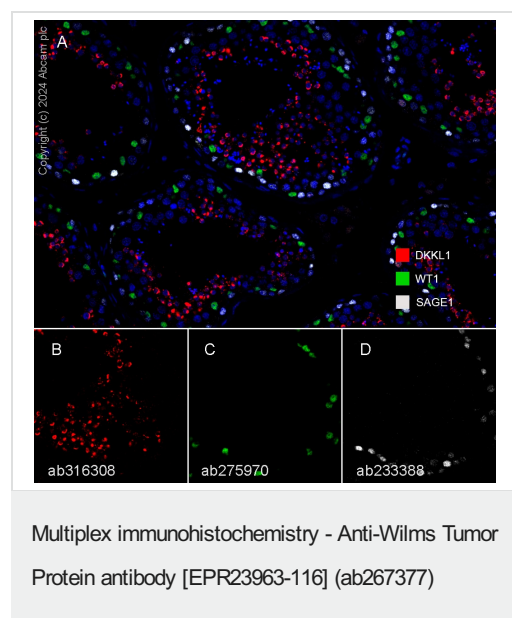 A
Copyright (c) 2024 Abcam plc
DKKL1
WT1
SAGE1
B
C
D
ab316308
ab275970
ab233388
Multiplex immunohistochemistry - Anti-Wilms Tumor
Protein antibody [EPR23963-116] (ab267377)